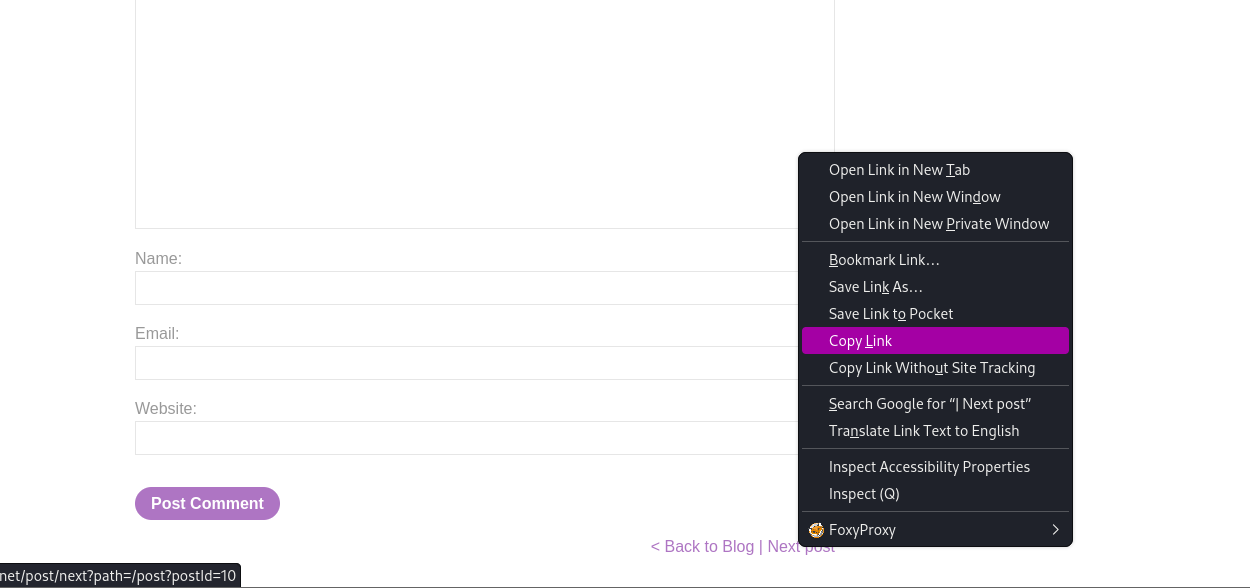 Open Link in New Tab
Open Link in New Window
Open Link in New Private Window
Bookmark Link…
Save Link As…
Save Link to Pocket
Copy Link
Copy Link Without Site Tracking
Search Google for “| Next post”
Translate Link Text to English
Inspect Accessibility Properties
Inspect (Q)
FoxyProxy
Name:
Email:
Website:
Post Comment
< Back to Blog | Next post
net/post/next?path=/post?postId=10